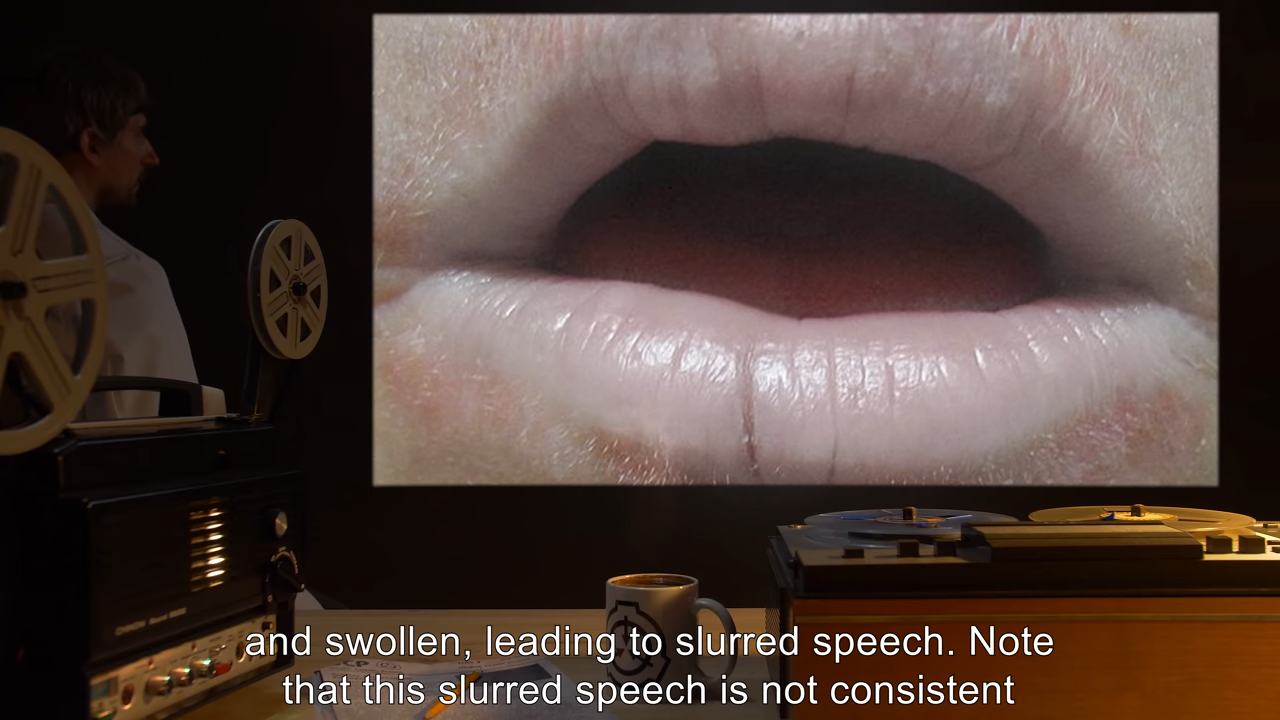 and swollen, leading to slurred speech. Note
that this slurred speech is not consistent